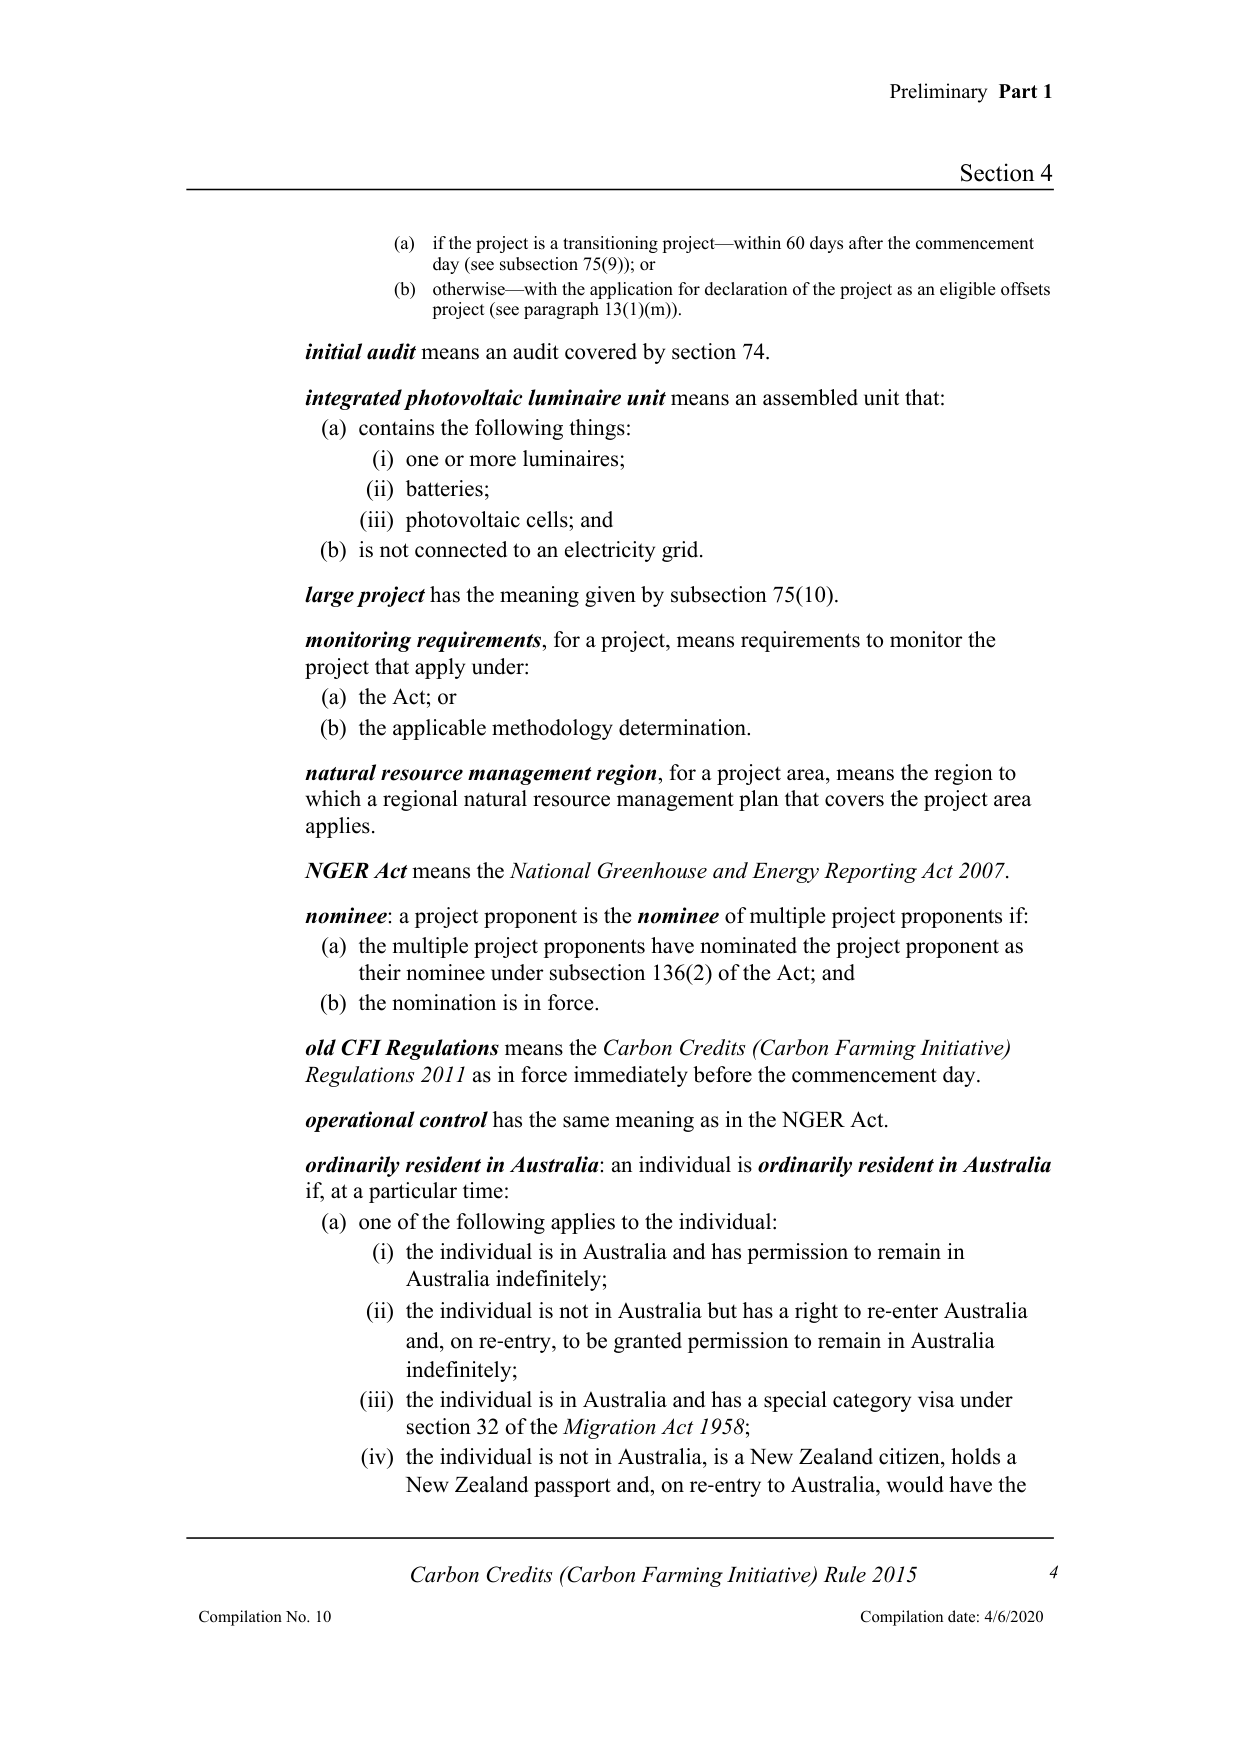 Preliminary Part 1
Section 4
(a) if the project is a transitioning project—within 60 days after the commencement
day (see subsection 75(9)); or
(b) otherwise—with the application for declaration of the project as an eligible offsets
project (see paragraph 13(1)(m)).
initial audit means an audit covered by section 74.
integrated photovoltaic luminaire unit means an assembled unit that:
(a) contains the following things:
(i) one or more luminaires;
(ii) batteries;
(iii) photovoltaic cells; and
(b) is not connected to an electricity grid.
large project has the meaning given by subsection 75(10).
monitoring requirements, for a project, means requirements to monitor the
project that apply under:
(a) the Act; or
(b) the applicable methodology determination.
natural resource management region, for a project area, means the region to
which a regional natural resource management plan that covers the project area
applies.
NGER Act means the National Greenhouse and Energy Reporting Act 2007.
nominee: a project proponent is the nominee of multiple project proponents if:
(a) the multiple project proponents have nominated the project proponent as
their nominee under subsection 136(2) of the Act; and
(b) the nomination is in force.
old CFI Regulations means the Carbon Credits (Carbon Farming Initiative)
Regulations 2011 as in force immediately before the commencement day.
operational control has the same meaning as in the NGER Act.
ordinarily resident in Australia: an individual is ordinarily resident in Australia
if, at a particular time:
(a) one of the following applies to the individual:
(i) the individual is in Australia and has permission to remain in
Australia indefinitely;
(ii) the individual is not in Australia but has a right to re-enter Australia
and, on re-entry, to be granted permission to remain in Australia
indefinitely;
(iii) the individual is in Australia and has a special category visa under
section 32 of the Migration Act 1958;
(iv) the individual is not in Australia, is a New Zealand citizen, holds a
New Zealand passport and, on re-entry to Australia, would have the
Carbon Credits (Carbon Farming Initiative) Rule 2015 4
Compilation No. 10 Compilation date: 4/6/2020